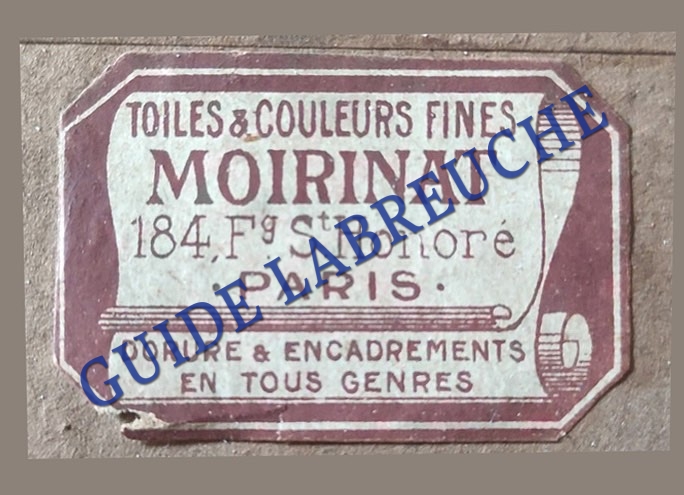 TOILES & COULEURS FINES
MOIRINAT
184, Fg St Honoré
· PARIS ·
DORURE & ENCADREMENTS
EN TOUS GENRES
GUIDE LABREUCHE